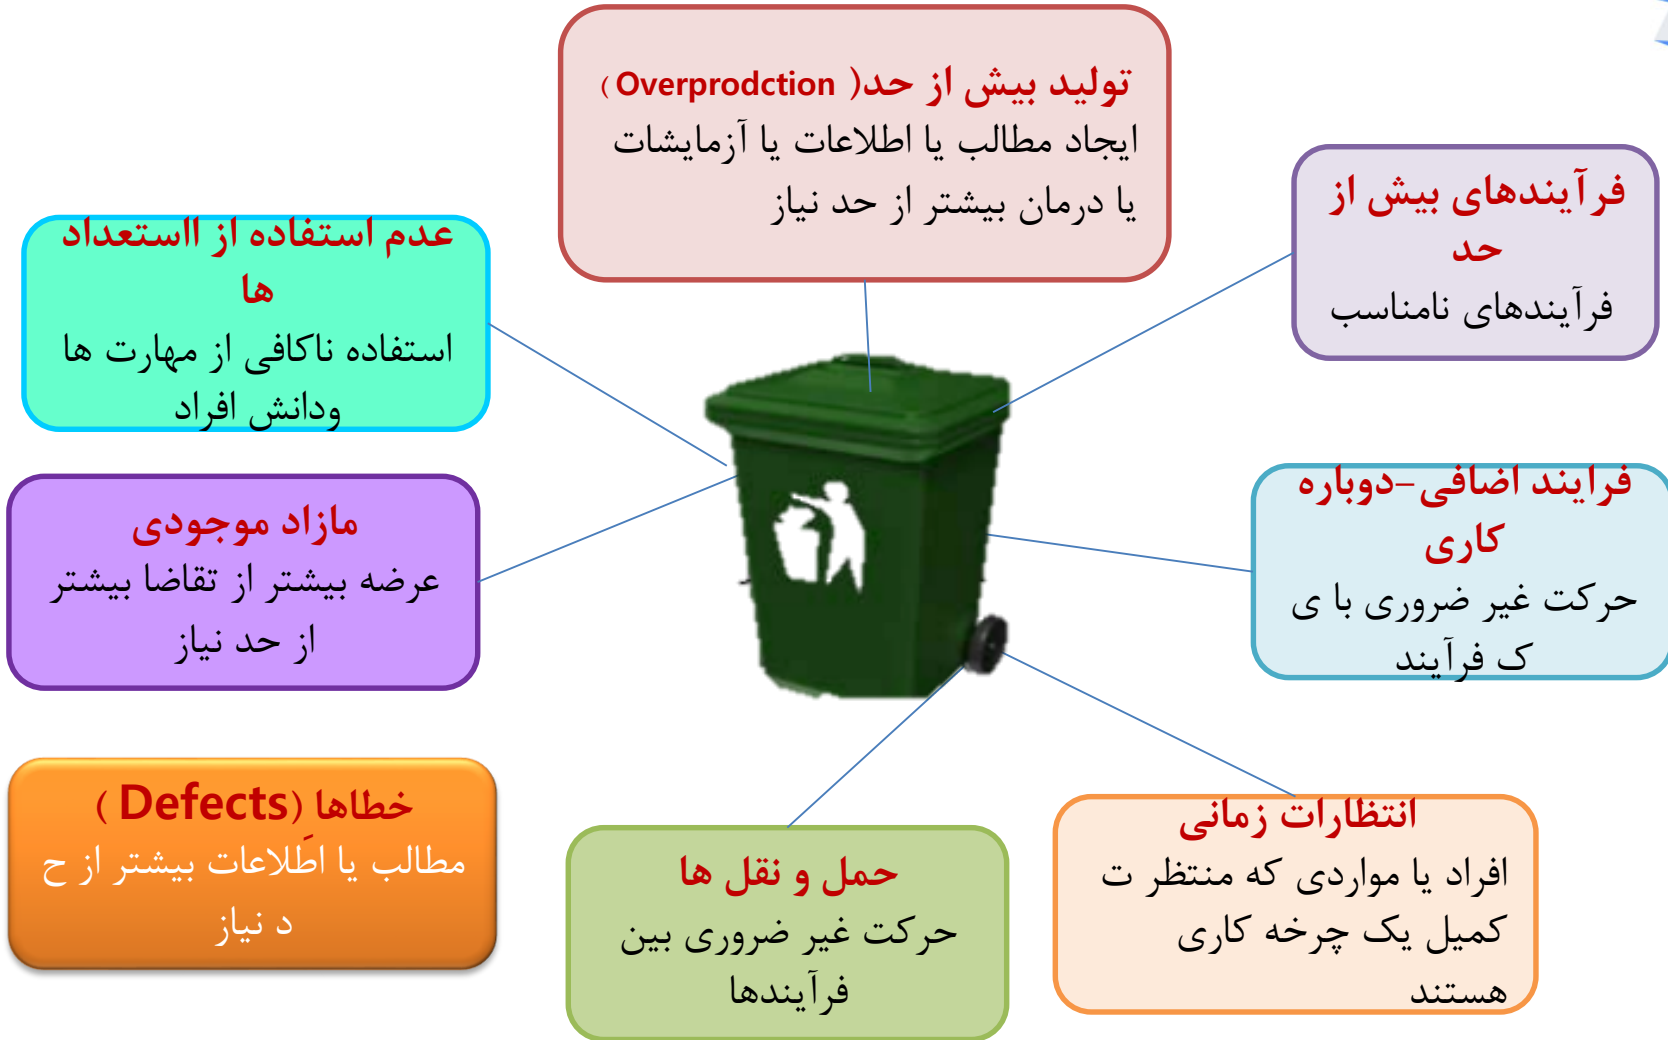 تولید بیش از حد( Overprodction )
ایجاد مطالب یا اطلاعات یا آزمایشات
یا درمان بیشتر از حد نیاز
فرآیندهای بیش از
حد
فرآیندهای نامناسب
عدم استفاده از ااستعداد
ها
استفاده ناکافی از مهارت ها
ودانش افراد
فرایند اضافی-دوباره
کاری
حرکت غیر ضروری با ی
ک فرآیند
مازاد موجودی
عرضه بیشتر از تقاضا بیشتر
از حد نیاز
خطاها (Defects )
مطالب یا اطَلاعات بیشتر از ح
د نیاز
انتظارات زمانی
افراد یا مواردی که منتظر ت
کمیل یک چرخه کاری
هستند
حمل و نقل ها
حرکت غیر ضروری بین
فرآیندها